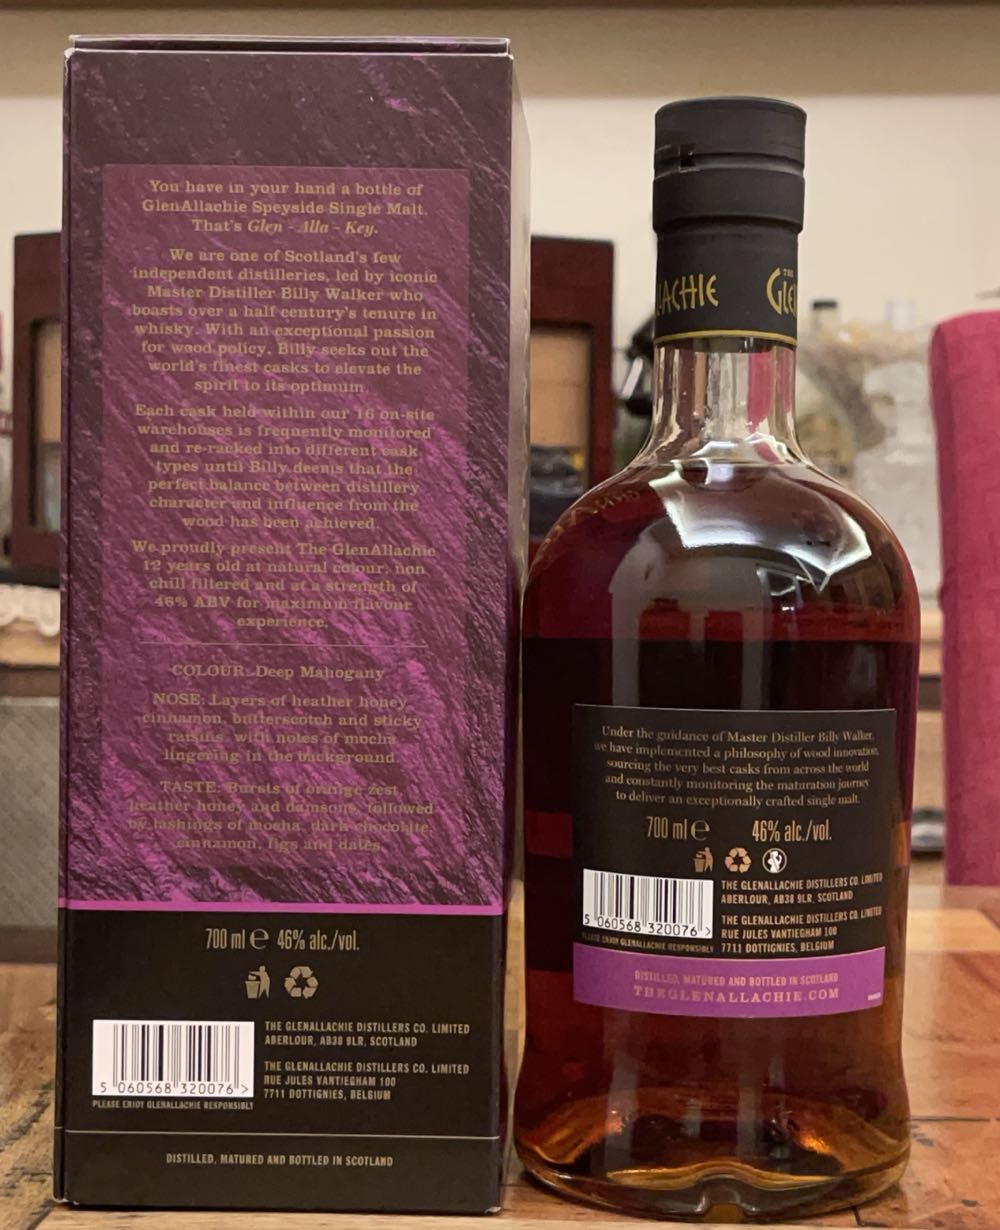 You have in your hand a bottle of
GlenAllachie Speyside Single Malt.
That's Glen - Alla - Key.
We are one of Scotland's few
independent distilleries, led by iconic
Master Distiller Billy Walker who
boasts over a half century's tenure in
whisky. With an exceptional passion
for wood policy, Billy seeks out the
world's finest casks to elevate the
spirit to its optimum.
Each cask held within our 16 on-site
warehouses is frequently monitored
and re-racked into different cask
types until Billy deems that the
perfect balance between distillery
character and influence from the
wood has been achieved.
We proudly present The GlenAllachie
12 years old at natural colour, non
chill filtered and at a strength of
46% ABV for maximum flavour
experience.
COLOUR: Deep Mahogany
NOSE: Layers of heather honey
cinnamon, butterscotch and sticky
raisins, with notes of mocha
lingering in the background.
TASTE: Bursts of orange zest,
heather honey and damsons, followed
by lashings of mocha, dark chocolate,
cinnamon, figs and dates.
700 ml e 46% alc./vol.
THE GLENALLACHIE DISTILLERS CO. LIMITED
ABERLOUR, AB38 9LR, SCOTLAND
THE GLENALLACHIE DISTILLERS CO. LIMITED
RUE JULES VANTIEGHAM 100
7711 DOTTIGNIES, BELGIUM
5 060568 320076 >
PLEASE ENJOY GLENALLACHIE RESPONSIBLY
DISTILLED, MATURED AND BOTTLED IN SCOTLAND
LACHIE THE GLE
Under the guidance of Master Distiller Billy Walker,
we have implemented a philosophy of wood innovation,
sourcing the very best casks from across the world
and constantly monitoring the maturation journey
to deliver an exceptionally crafted single malt.
700 ml e 46% alc./vol.
THE GLENALLACHIE DISTILLERS CO. LIMITED
ABERLOUR, AB38 9LR, SCOTLAND
THE GLENALLACHIE DISTILLERS CO. LIMITED
RUE JULES VANTIEGHAM 100
7711 DOTTIGNIES, BELGIUM
5 060568 320076 >
PLEASE ENJOY GLENALLACHIE RESPONSIBLY
DISTILLED, MATURED AND BOTTLED IN SCOTLAND
THEGLENALLACHIE.COM